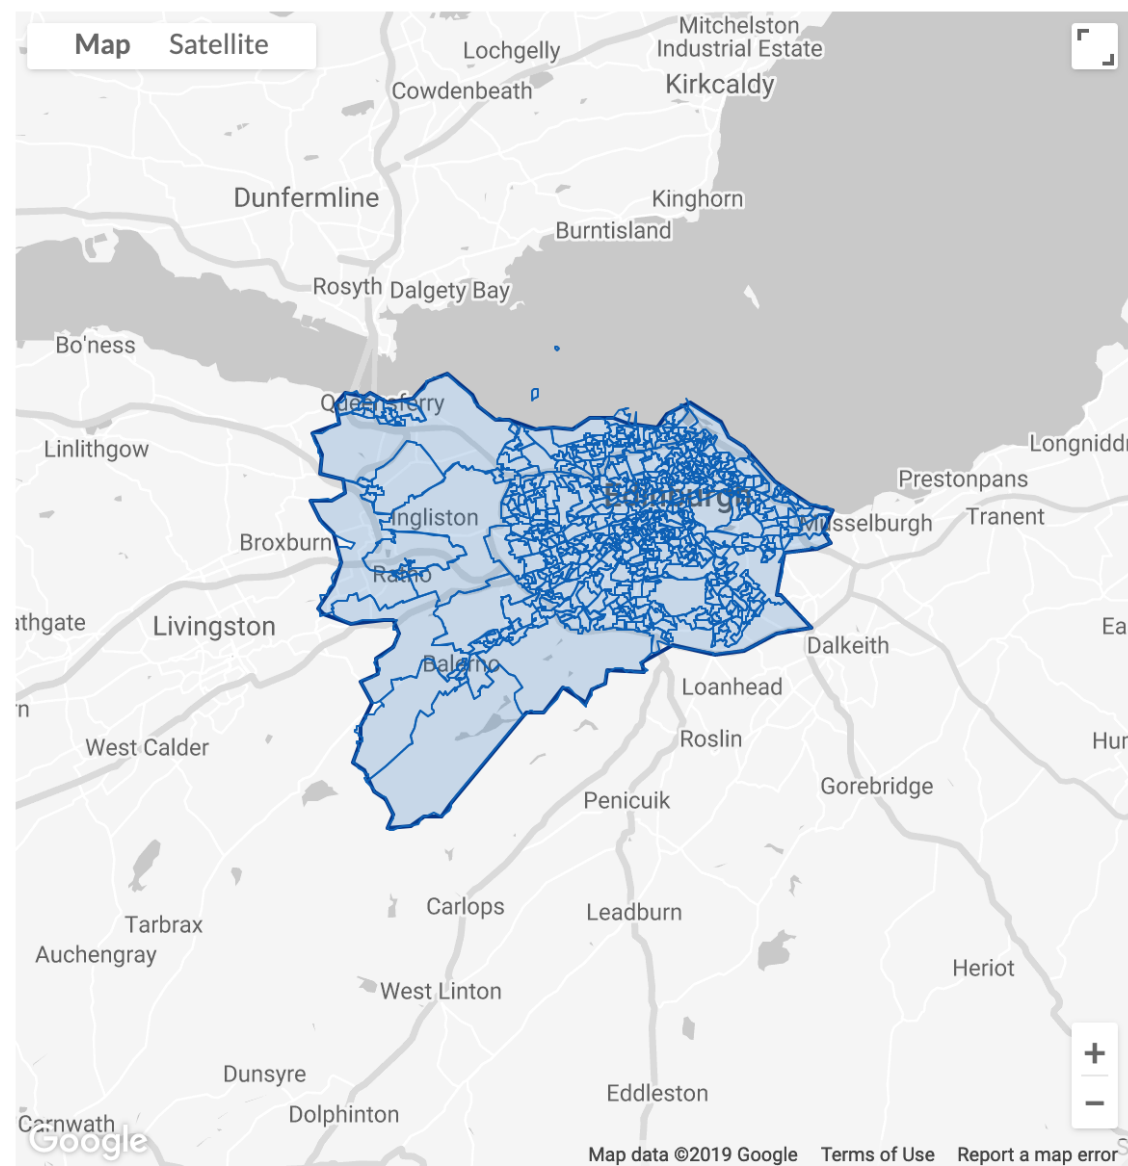 Map Satellite
Mitchelston
Industrial Estate
Lochgelly
Kirkcaldy
Cowdenbeath
Dunfermline
Kinghorn
Burntisland
Rosyth
Dalgety Bay
Bo'ness
Queensferry
Linlithgow
Longniddr
Prestonpans
Edinburgh
Ingliston
Tranent
Musselburgh
Broxburn
Ratho
athgate
Livingston
Ea
Dalkeith
Balerno
Loanhead
rn
Roslin
Hur
West Calder
Gorebridge
Penicuik
Carlops
Leadburn
Tarbrax
Auchengray
Heriot
West Linton
+
Dunsyre
Eddleston
−
Dolphinton
Carnwath
Google
S
Map data ©2019 Google Terms of Use Report a map error